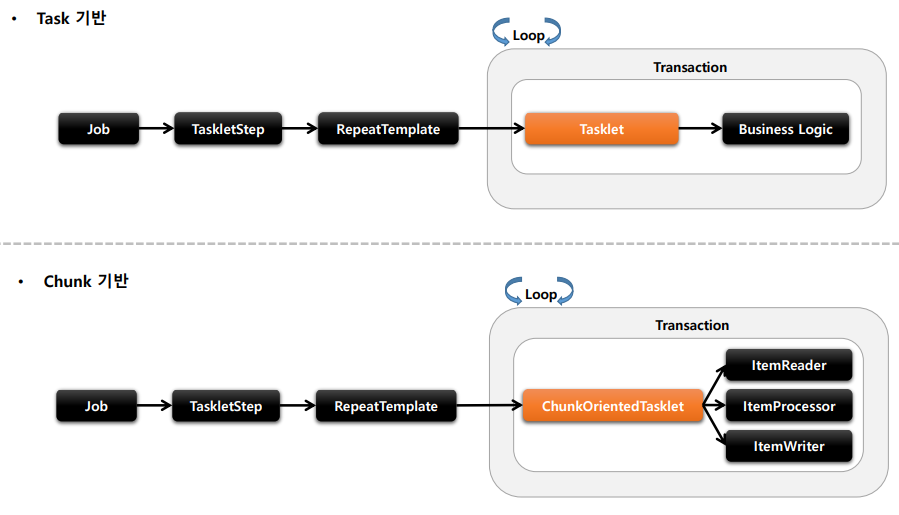 • Task 기반
Loop
Transaction
Job
TaskletStep
RepeatTemplate
Tasklet
Business Logic
• Chunk 기반
Loop
Transaction
ItemReader
Job
TaskletStep
RepeatTemplate
ChunkOrientedTasklet
ItemProcessor
ItemWriter